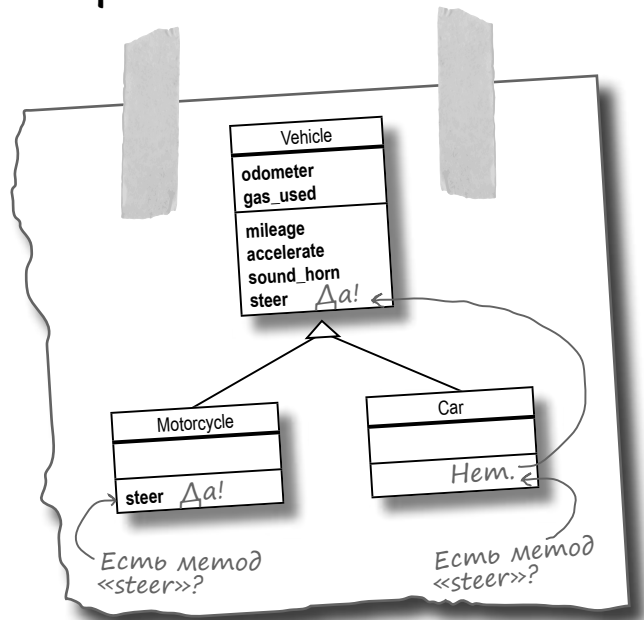 Vehicle
odometer
gas_used
mileage
accelerate
sound_horn
steer Да!
Motorcycle
steer Да!
Car
Нет.
Есть метод
«steer»?
Есть метод
«steer»?